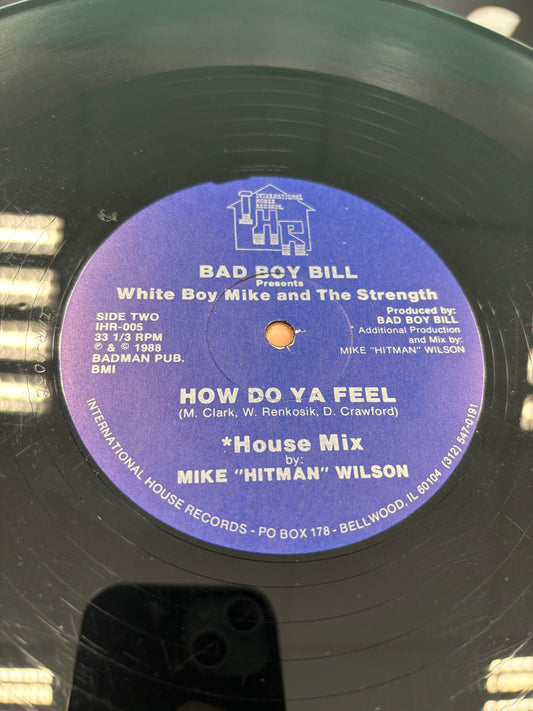 INTERNATIONAL
HOUSE
RECORDS.
IHR
BAD BOY BILL
Presents
White Boy Mike and The Strength
SIDE TWO
IHR-005
33 1/3 RPM
Ⓟ & © 1988
BADMAN PUB.
BMI
Produced by:
BAD BOY BILL
* Additional Production
and Mix by:
MIKE "HITMAN" WILSON
HOW DO YA FEEL
(M. Clark, W. Renkosik, D. Crawford)
*House Mix
by:
MIKE "HITMAN" WILSON
INTERNATIONAL HOUSE RECORDS - PO BOX 178 - BELLWOOD, IL 60104 (312) 547-0191